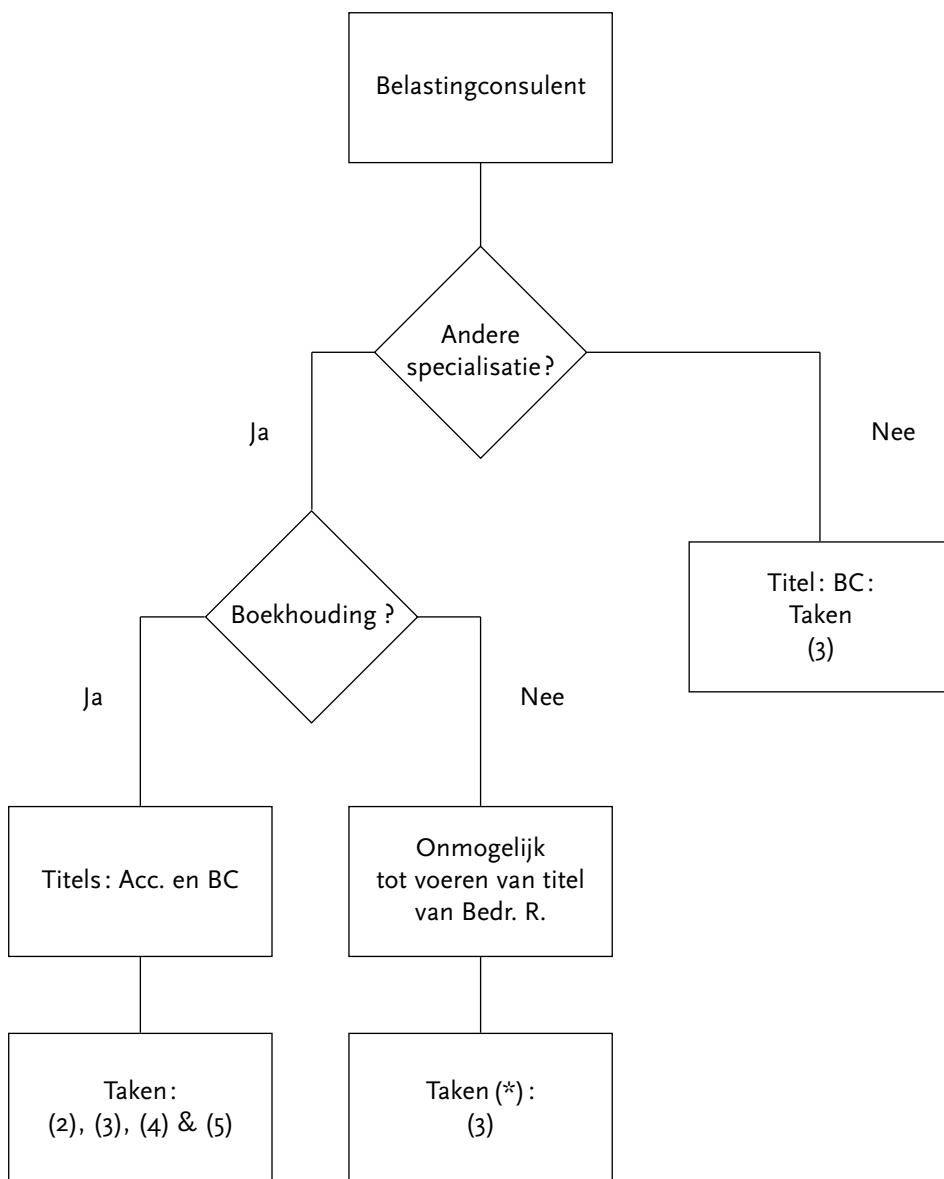 Belastingconsulent
Andere
specialisatie?
Ja
Nee
Boekhouding ?
Titel: BC:
Taken
(3)
Ja
Nee
Titels: Acc. en BC
Onmogelijk
tot voeren van titel
van Bedr. R.
Taken:
(2), (3), (4) & (5)
Taken (*):
(3)